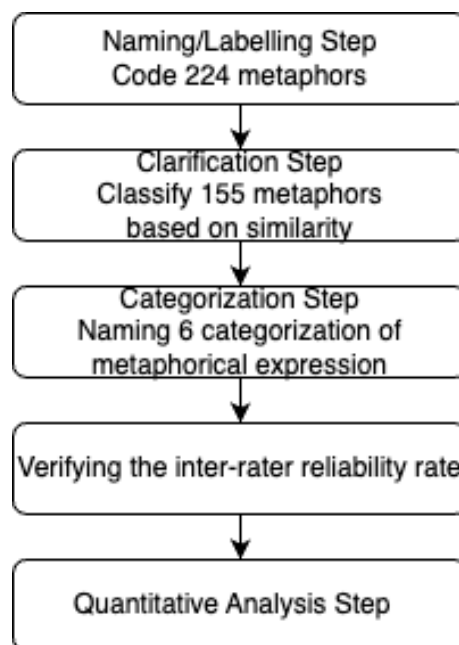 Naming/Labelling Step
Code 224 metaphors
Clarification Step
Classify 155 metaphors
based on similarity
Categorization Step
Naming 6 categorization of
metaphorical expression
Verifying the inter-rater reliability rate
Quantitative Analysis Step